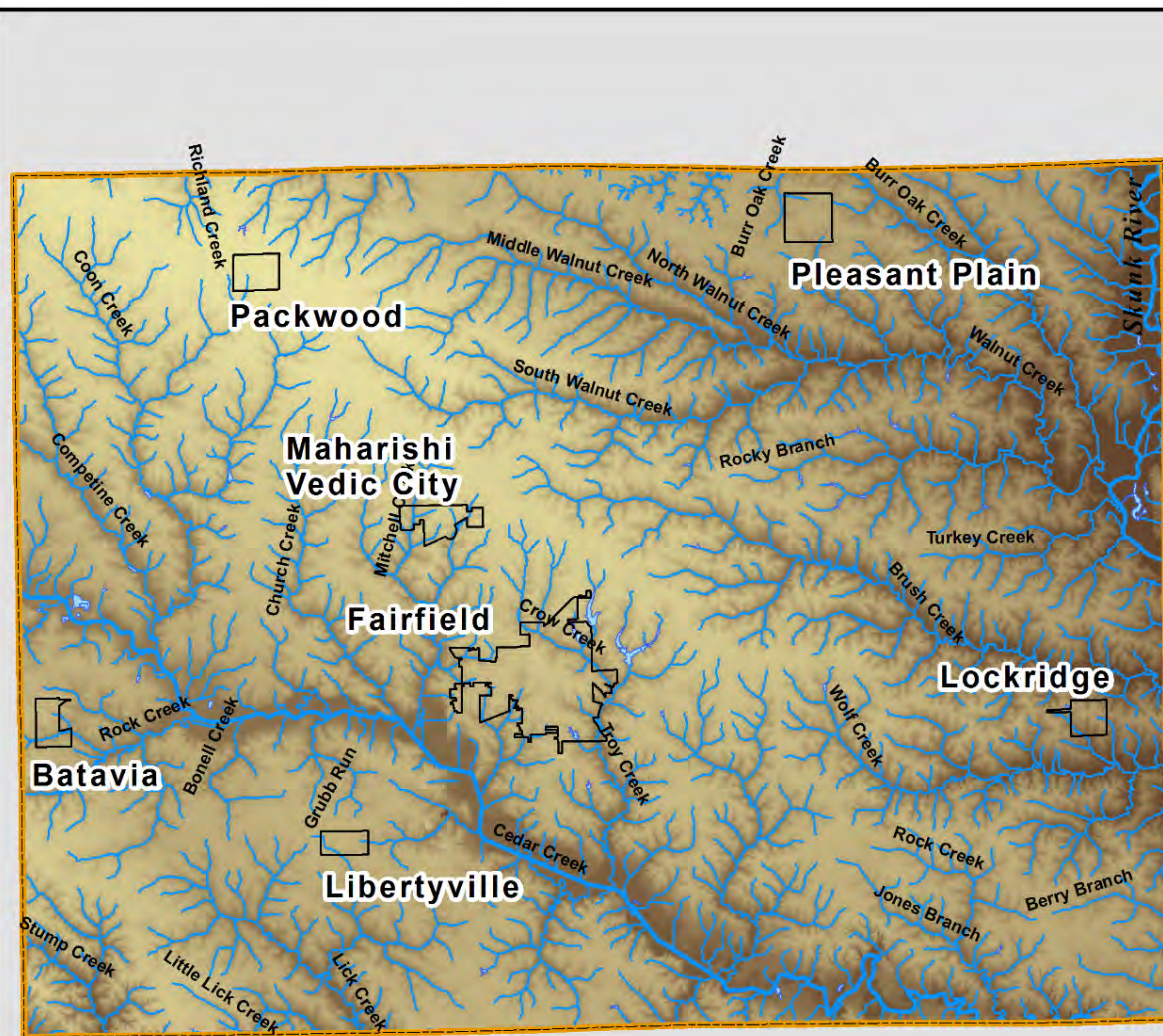 Richland Creek
Burr Oak Creek
Burr Oak Creek
Skunk River
Coon Creek
Middle Walnut Creek
North Walnut Creek
Pleasant Plain
Packwood
Walnut Creek
South Walnut Creek
Rocky Branch
Maharishi
Vedic City
Competine Creek
Mitchell C
Church Creek
Turkey Creek
Brush Creek
Fairfield
Crow Creek
Lockridge
Rock Creek
Bonell Creek
Wolf Creek
Troy Creek
Batavia
Grubb Run
Cedar Creek
Rock Creek
Libertyville
Jones Branch
Berry Branch
Stump Creek
Little Lick Creek
Lick Creek